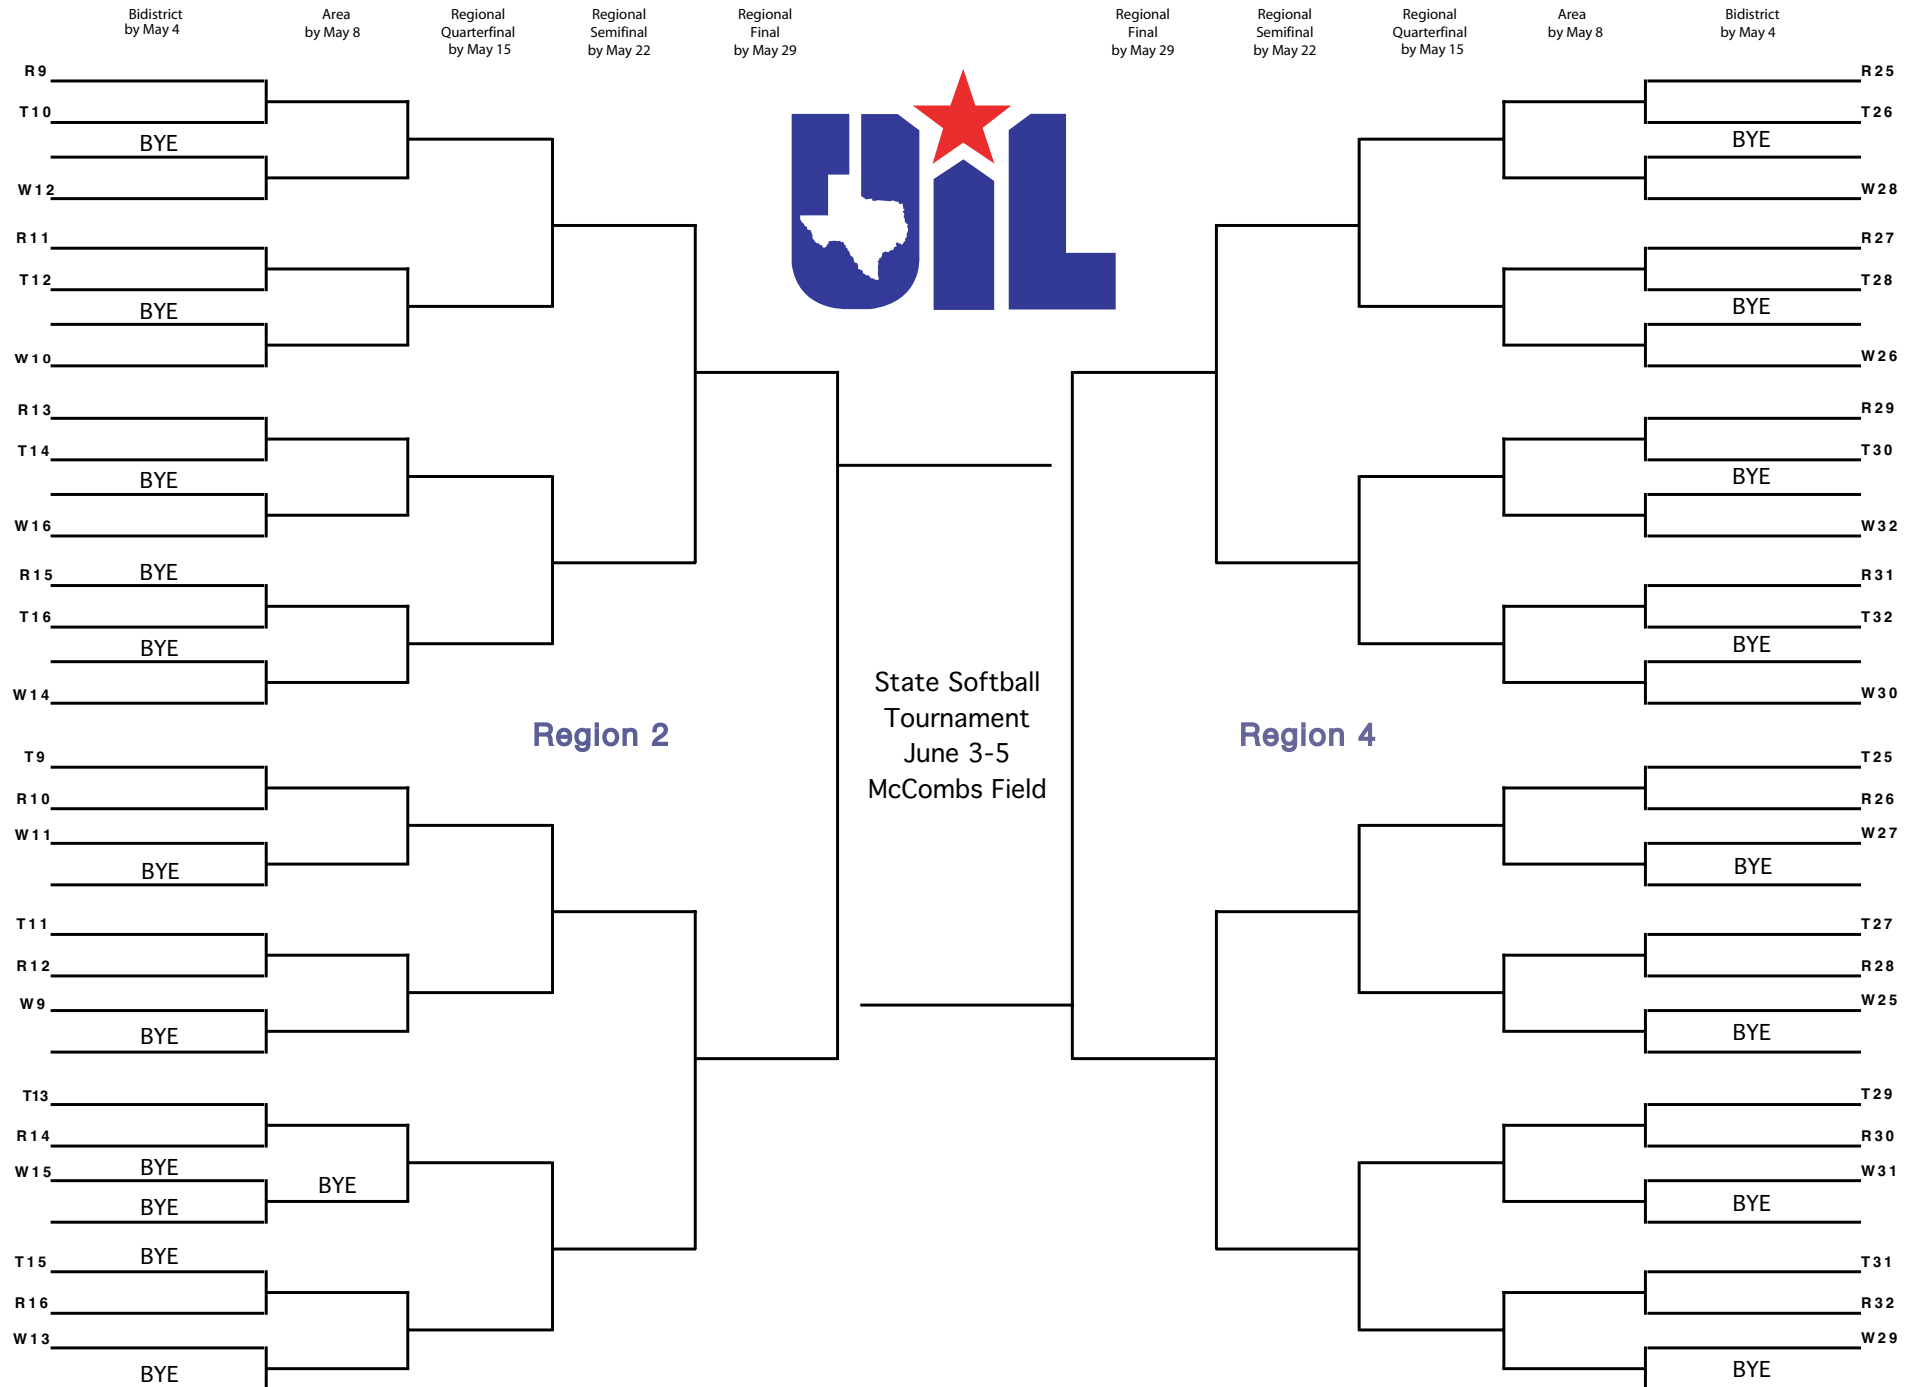 Bidistrict
by May 4
Area
by May 8
Regional
Quarterfinal
by May 15
Regional
Semifinal
by May 22
Regional
Final
by May 29
Regional
Final
by May 29
Regional
Semifinal
by May 22
Regional
Quarterfinal
by May 15
Area
by May 8
Bidistrict
by May 4
UIL
R9
T10
BYE
W12
R11
T12
BYE
W10
R13
T14
BYE
W16
R15
BYE
T16
BYE
W14
Region 2
T9
R10
W11
BYE
T11
R12
W9
BYE
T13
R14
BYE
W15
BYE
BYE
BYE
T15
R16
W13
BYE
State Softball
Tournament
June 3-5
McCombs Field
R25
T26
BYE
W28
R27
T28
BYE
W26
R29
T30
BYE
W32
R31
T32
BYE
W30
Region 4
T25
R26
W27
BYE
T27
R28
W25
BYE
T29
R30
W31
BYE
T31
R32
W29
BYE